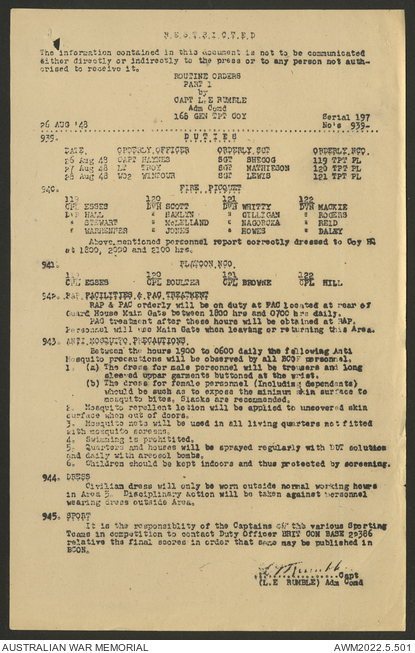 R.E.S.T.R.I.C.T.E.D
The information contained in this document is not to be communicated
either directly or indirectly to the press or to any person not auth-
orised to receive it.
ROUTINE ORDERS
PART 1
by
CAPT L.E RUMBLE
Adm Comd
168 GEN TPT COY
Serial 197
26 AUG '48 No's 939-
939. D U T I E S
DATE. ORDERLY OFFICER ORDERLY SGT ORDERLY NCO.
26 Aug 48 CAPT HAYNES SGT SHEGOG 119 TPT PL
27 Aug 48 LT TROY SGT MATHIESON 120 TPT PL
28 Aug 48 WO2 WINFOUR SGT LEWIS 121 TPT PL
940. FIRE PICQUET
119 120 121 122
CPL ESSES DVR SCOTT DVR WHITTY DVR MACKIE
DVR HALL " HAMLYN " GILLIGAN " ROGERS
" STEWART " McLELLAND " NAGORCKA " REID
" " JONES " HOWES " DALEY
Above mentioned personnel report correctly dressed to Coy HQ
at 1800, 2000 and 2100 hrs.
941. PLATOON NCO.
119 120 121 122
CPL ESSES CPL BOULTER CPL BROWNE CPL HILL
942. RAP FACILITIES & PAC TREATMENT
RAP & PAC orderly will be on duty at PAC located at rear of
Guard House Main Gate between 1800 hrs and 0700 hrs daily.
PAC treatment after these hours will be obtained at RAP.
Personnel will use Main Gate when leaving or returning this Area.
943. ANTI MOSQUITO PRECAUTIONS
Between the hours 1900 to 0600 daily the following Anti
Mosquito precautions will be observed by all BCOF personnel.
1. (a) The dress for male personnel will be trousers and long
sleeved upper garments buttoned at the wrist.
(b) The dress for female personnel (Including dependants)
should be such as to expose the minimum skin surface to
mosquito bites. Slacks are recommended.
2. Mosquito repellent lotion will be applied to uncovered skin
surface when out of doors.
3. Mosquito nets will be used in all living quarters not fitted
with mosquito screens.
4. Swimming is prohibited.
5. Quarters and houses will be sprayed regularly with DDT solution
and daily with aresol bombs.
6. Children should be kept indoors and thus protected by screening.
944. DRESS
Civilian dress will only be worn outside normal working hours
in Area 5. Disciplinary action will be taken against personnel
wearing dress outside Area.
945. SPORT
It is the responsiblity of the Captains of the various Sporting
Teams in competition to contact Duty Officer BRIT COM BASE 29386
relative the final scores in order that same may be published in
BCON.
Capt
(L.E RUMBLE) Adm Comd
AUSTRALIAN WAR MEMORIAL AWM2022.5.501